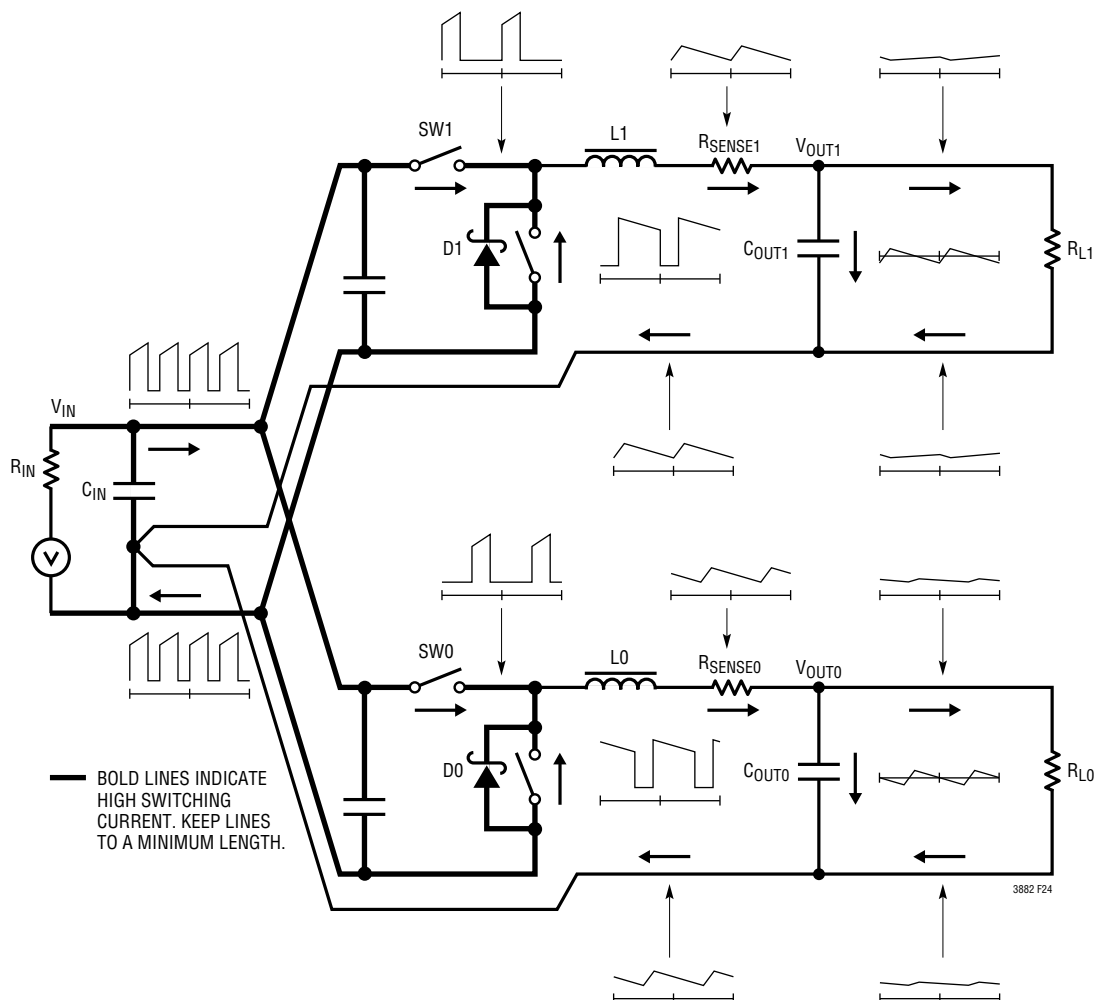 SW1
L1
RSENSE1
VOUT1
D1
COUT1
RL1
VIN
RIN
CIN
V
SW0
L0
RSENSE0
VOUT0
D0
COUT0
RL0
BOLD LINES INDICATE
HIGH SWITCHING
CURRENT. KEEP LINES
TO A MINIMUM LENGTH.
3882 F24